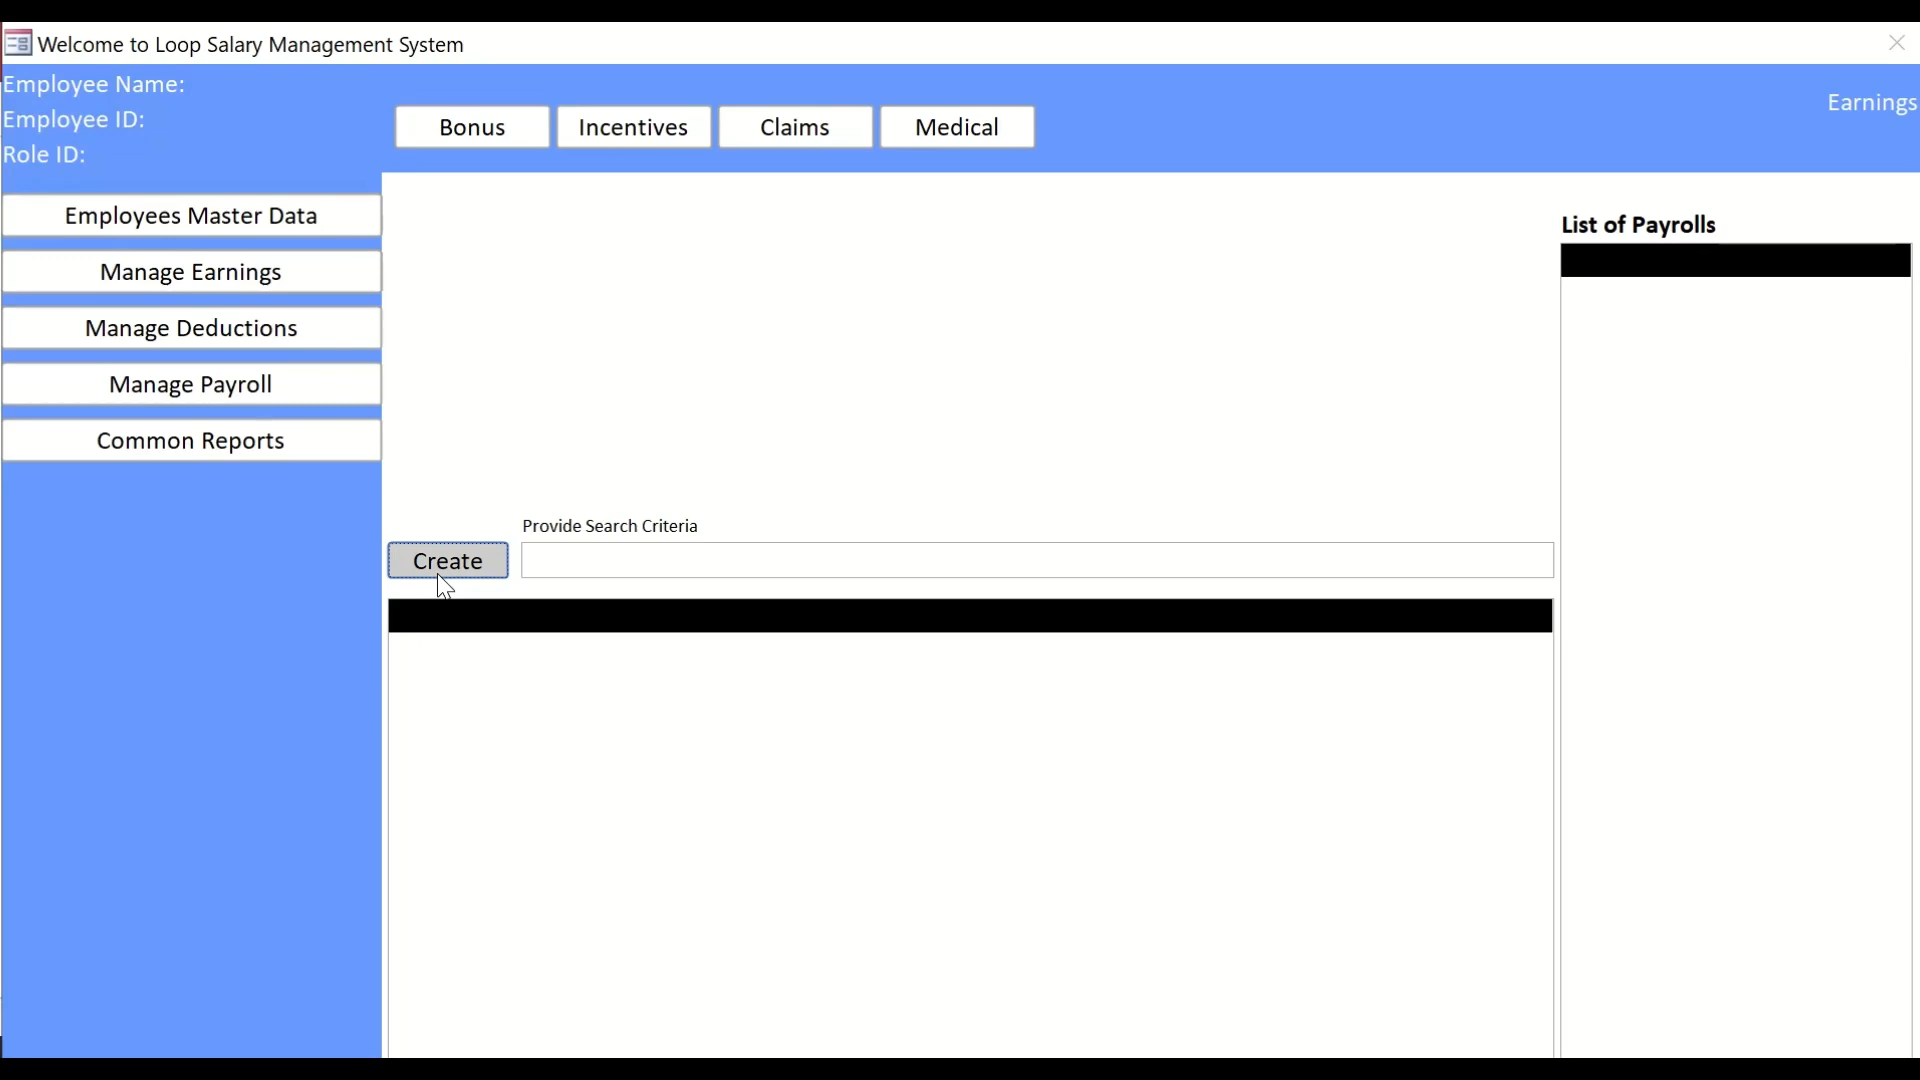 Welcome to Loop Salary Management System
Employee Name:
Employee ID:
Role ID:
Bonus
Incentives
Claims
Medical
Earnings
Employees Master Data
Manage Earnings
Manage Deductions
Manage Payroll
Common Reports
List of Payrolls
Provide Search Criteria
Create